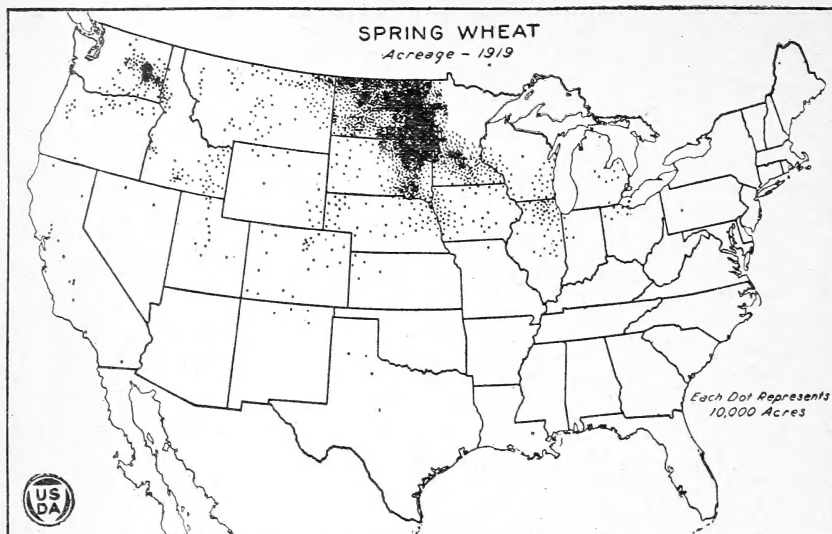 SPRING WHEAT
Acreage - 1919
Each Dot Represents
10,000 Acres
US
DA